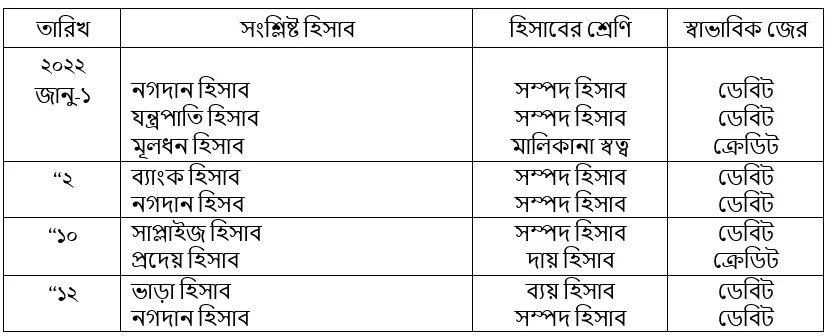 তারিখ সংশ্লিষ্ট হিসাব হিসাবের শ্রেণি স্বাভাবিক জের
২০২২
জানু-১ নগদান হিসাব সম্পদ হিসাব ডেবিট
যন্ত্রপাতি হিসাব সম্পদ হিসাব ডেবিট
মূলধন হিসাব মালিকানা স্বত্ব ক্রেডিট
“২ ব্যাংক হিসাব সম্পদ হিসাব ডেবিট
নগদান হিসব সম্পদ হিসাব ডেবিট
“১০ সাপ্লাইজ হিসাব সম্পদ হিসাব ডেবিট
প্রদেয় হিসাব দায় হিসাব ক্রেডিট
“১২ ভাড়া হিসাব ব্যয় হিসাব ডেবিট
নগদান হিসাব সম্পদ হিসাব ডেবিট